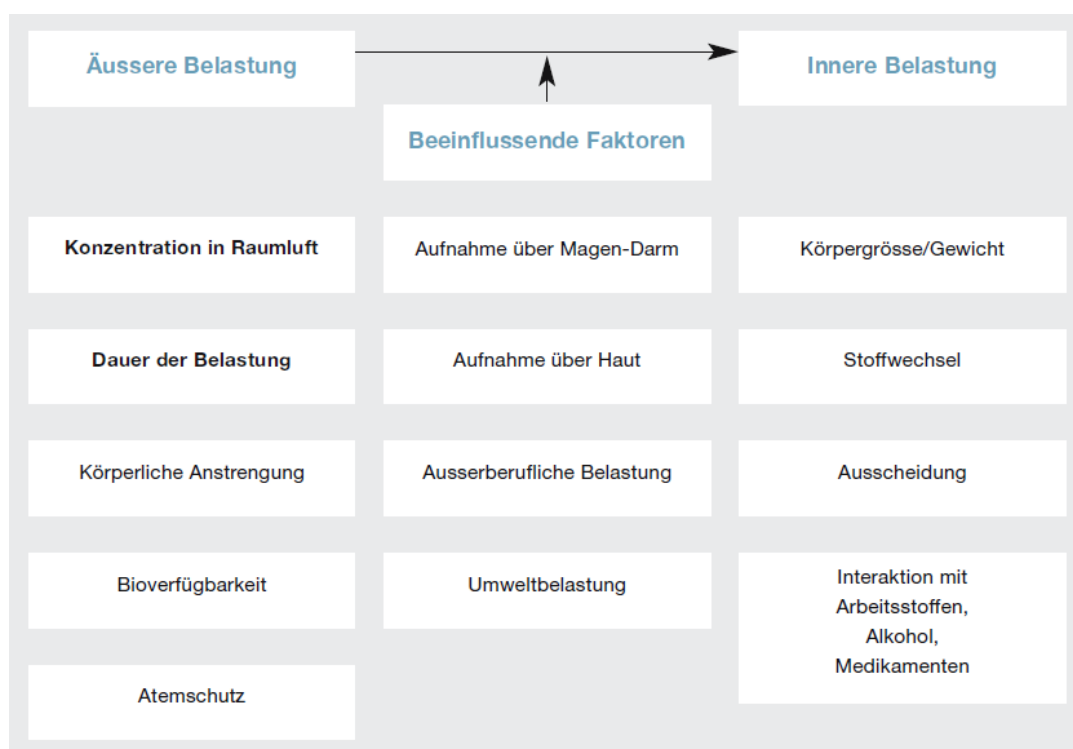 Äussere Belastung
Innere Belastung
Beeinflussende Faktoren
Konzentration in Raumluft
Aufnahme über Magen-Darm
Körpergrösse/Gewicht
Dauer der Belastung
Aufnahme über Haut
Stoffwechsel
Körperliche Anstrengung
Ausserberufliche Belastung
Ausscheidung
Bioverfügbarkeit
Umweltbelastung
Interaktion mit
Arbeitsstoffen,
Alkohol,
Medikamenten
Atemschutz